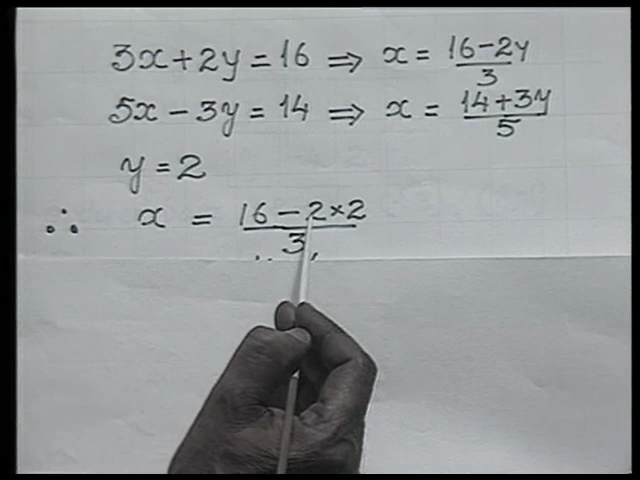 3x + 2y = 16 ⇒ x = (16 - 2y)/3
5x - 3y = 14 ⇒ x = (14 + 3y)/5
y = 2
∴ x = (16 - 2 × 2)/3